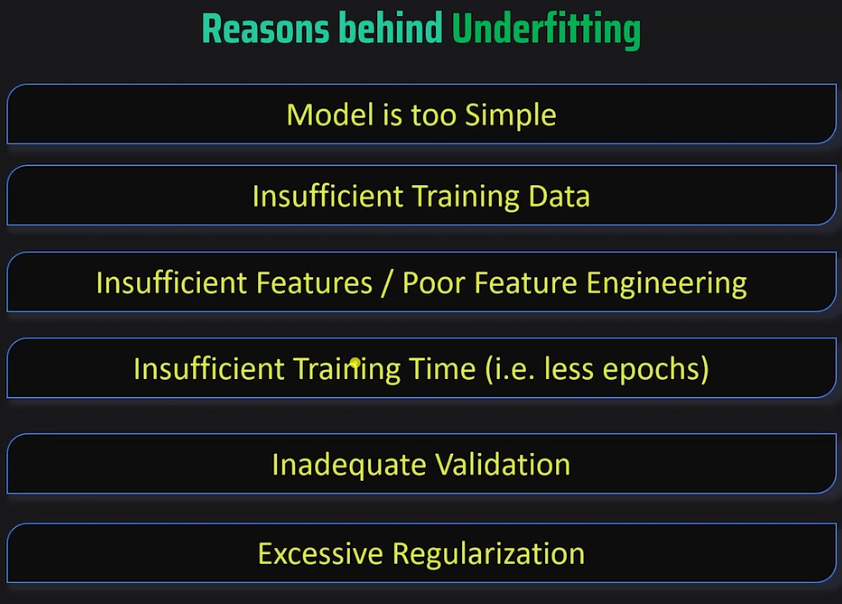 Reasons behind Underfitting
Model is too Simple
Insufficient Training Data
Insufficient Features / Poor Feature Engineering
Insufficient Training Time (i.e. less epochs)
Inadequate Validation
Excessive Regularization